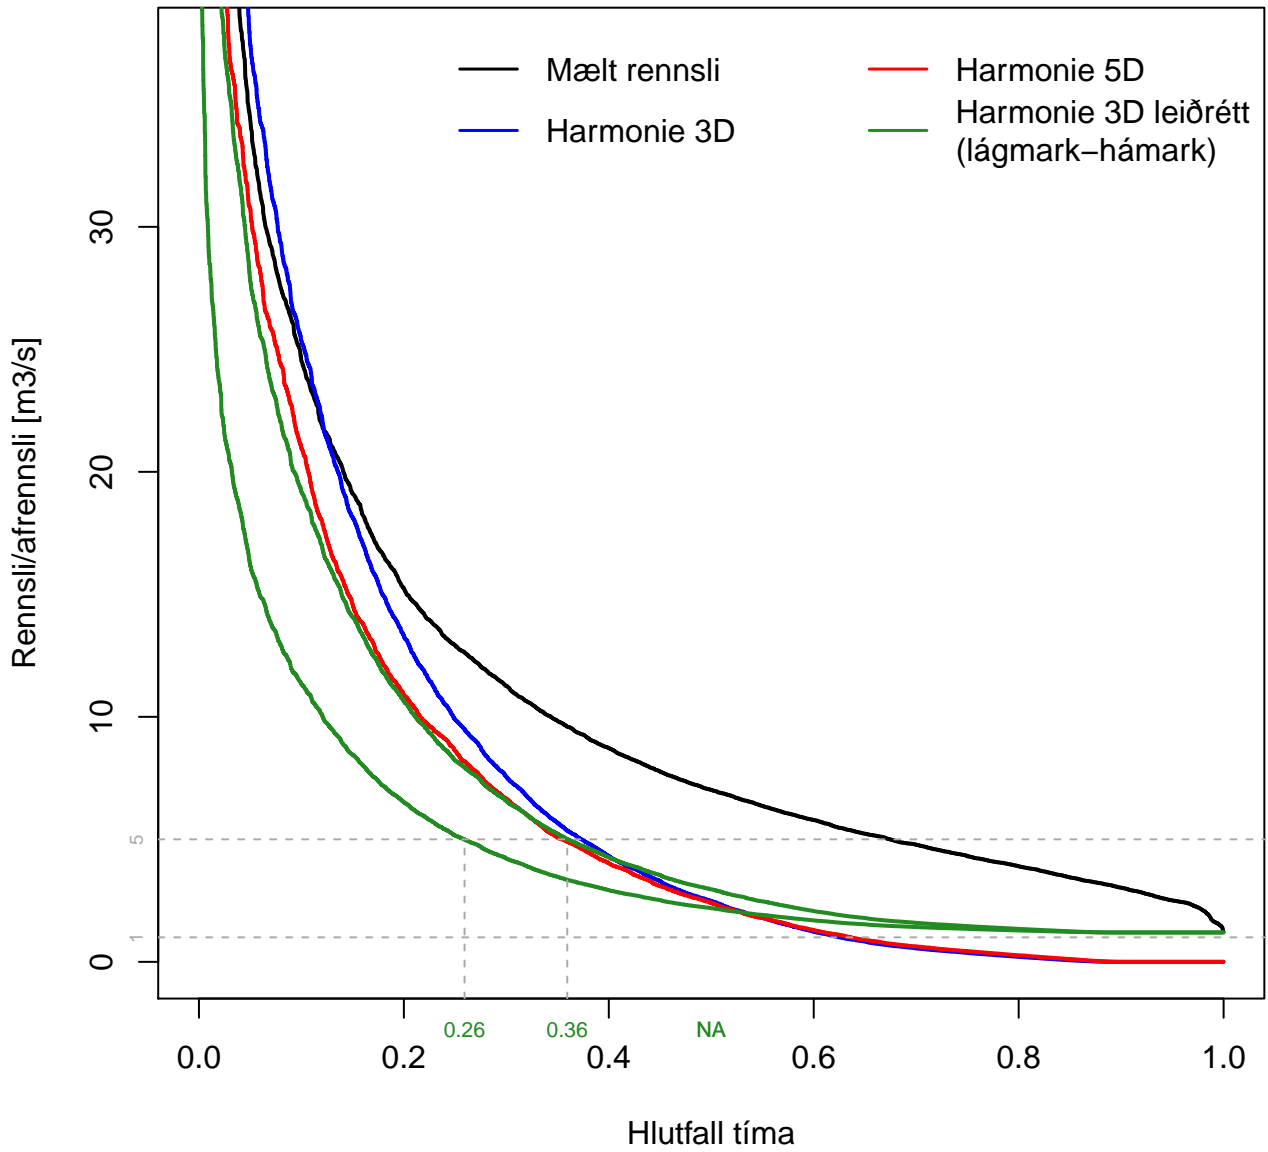 Mælt rennsli
Harmonie 3D
Harmonie 5D
Harmonie 3D leiðrétt
(lágmark−hámark)
Rennsli/afrennsli [m3/s]
30
20
10
5
1
0
0.26
0.36
NA
0.0
0.2
0.4
0.6
0.8
1.0
Hlutfall tíma